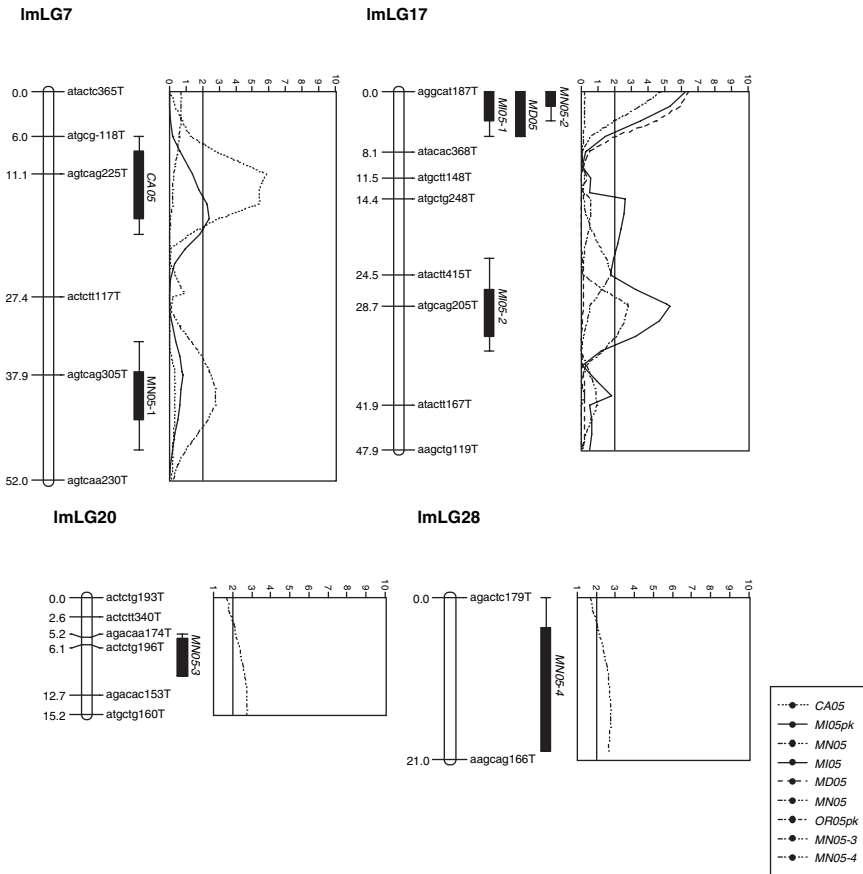 lmLG7
0 1 2 3 4 5 6 7 8 9 10
0.0 atactc365T
6.0 atgcg-118T
11.1 agtcag225T
27.4 actctt117T
37.9 agtcag305T
52.0 agtcaa230T
CA05
MN05-1
lmLG17
0 1 2 3 4 5 6 7 8 9 10
0.0 aggcat187T
8.1 atacac368T
11.5 atgctt148T
14.4 atgctg248T
24.5 atactt415T
28.7 atgcag205T
41.9 atactt167T
47.9 aagctg119T
MI05-1
MD05
MN05-2
MI05-2
lmLG20
1 2 3 4 5 6 7 8 9 10
0.0 actctg193T
2.6 actctt340T
5.2 agacaa174T
6.1 actctg196T
12.7 agacac153T
15.2 atgctg160T
MN05-3
lmLG28
1 2 3 4 5 6 7 8 9 10
0.0 agactc179T
21.0 aagcag166T
MN05-4
CA05
MI05pk
MN05
MI05
MD05
MN05
OR05pk
MN05-3
MN05-4